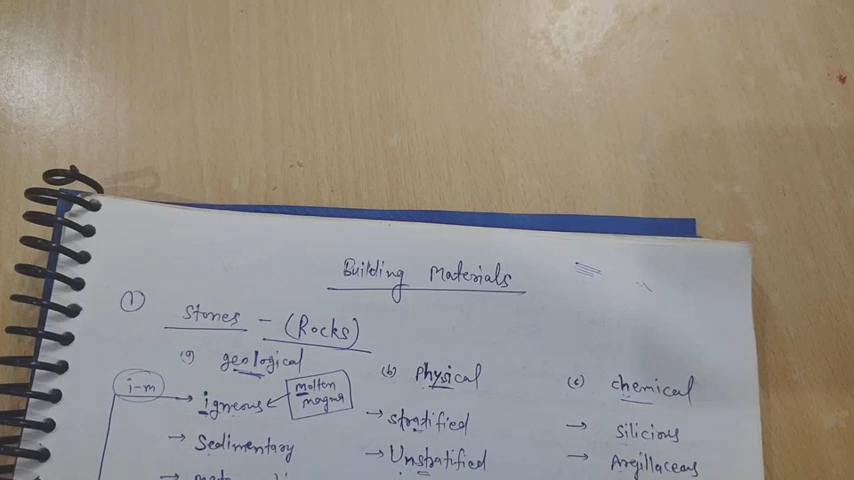 Building Materials
① Stones - (Rocks)
(a) geological
(b) physical
(c) chemical
i-m → igneous ← molten magma
→ stratified
→ silicious
→ Sedimentary
→ Unstratified
→ Argillaceous